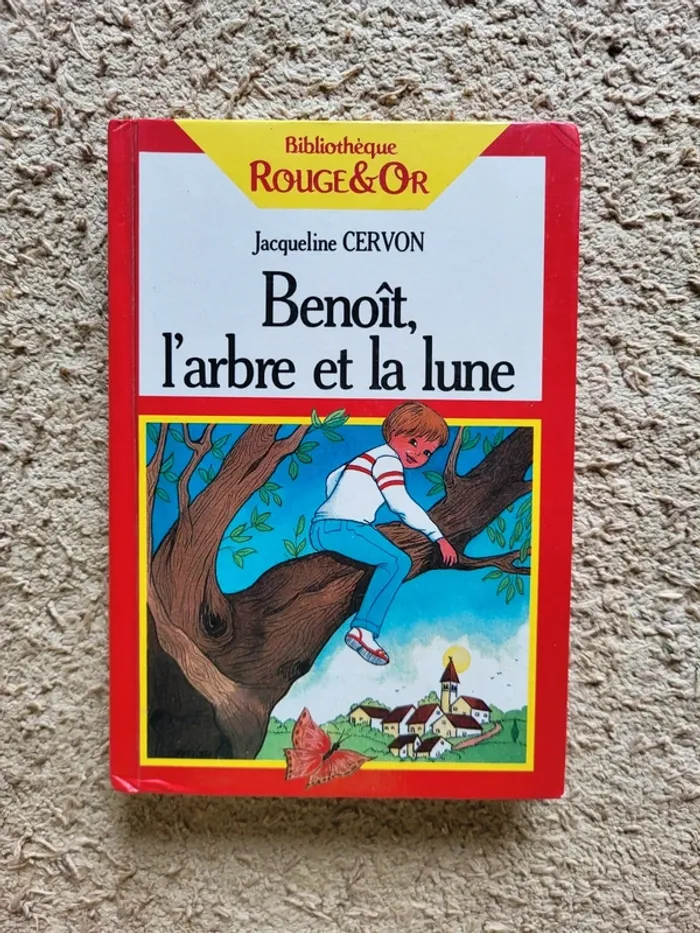 Bibliothèque
ROUGE&OR
Jacqueline CERVON
Benoît,
l'arbre et la lune